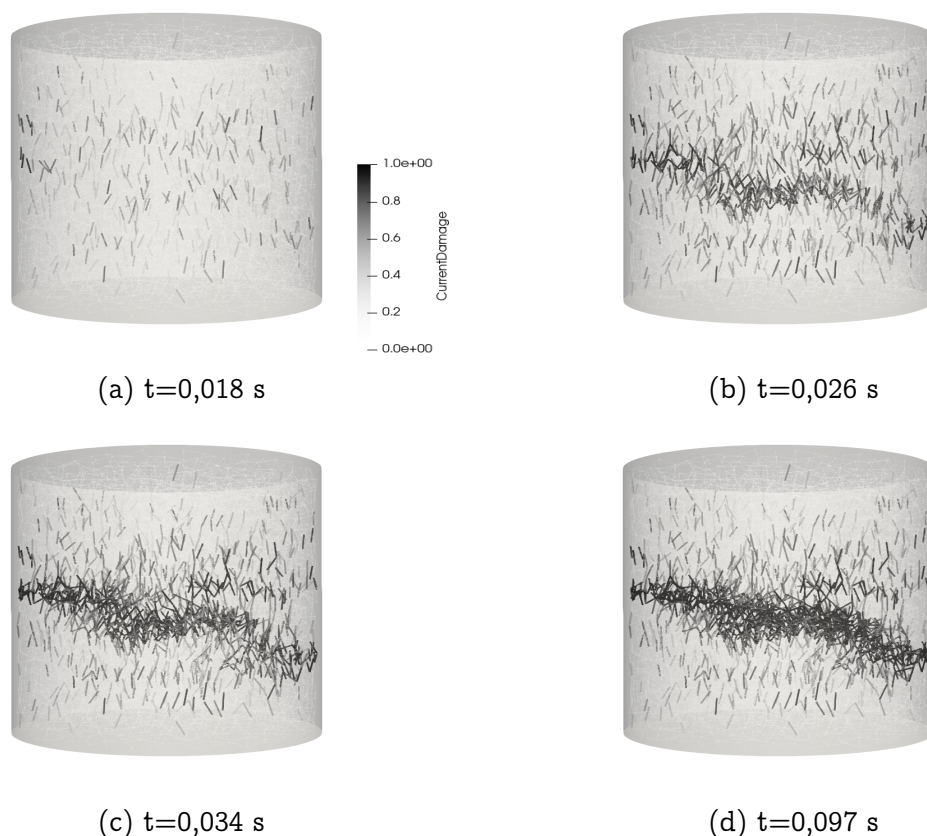 1.0e+00
0.8
0.6
0.4
0.2
0.0e+00
CurrentDamage
(a) t=0,018 s
(b) t=0,026 s
(c) t=0,034 s
(d) t=0,097 s